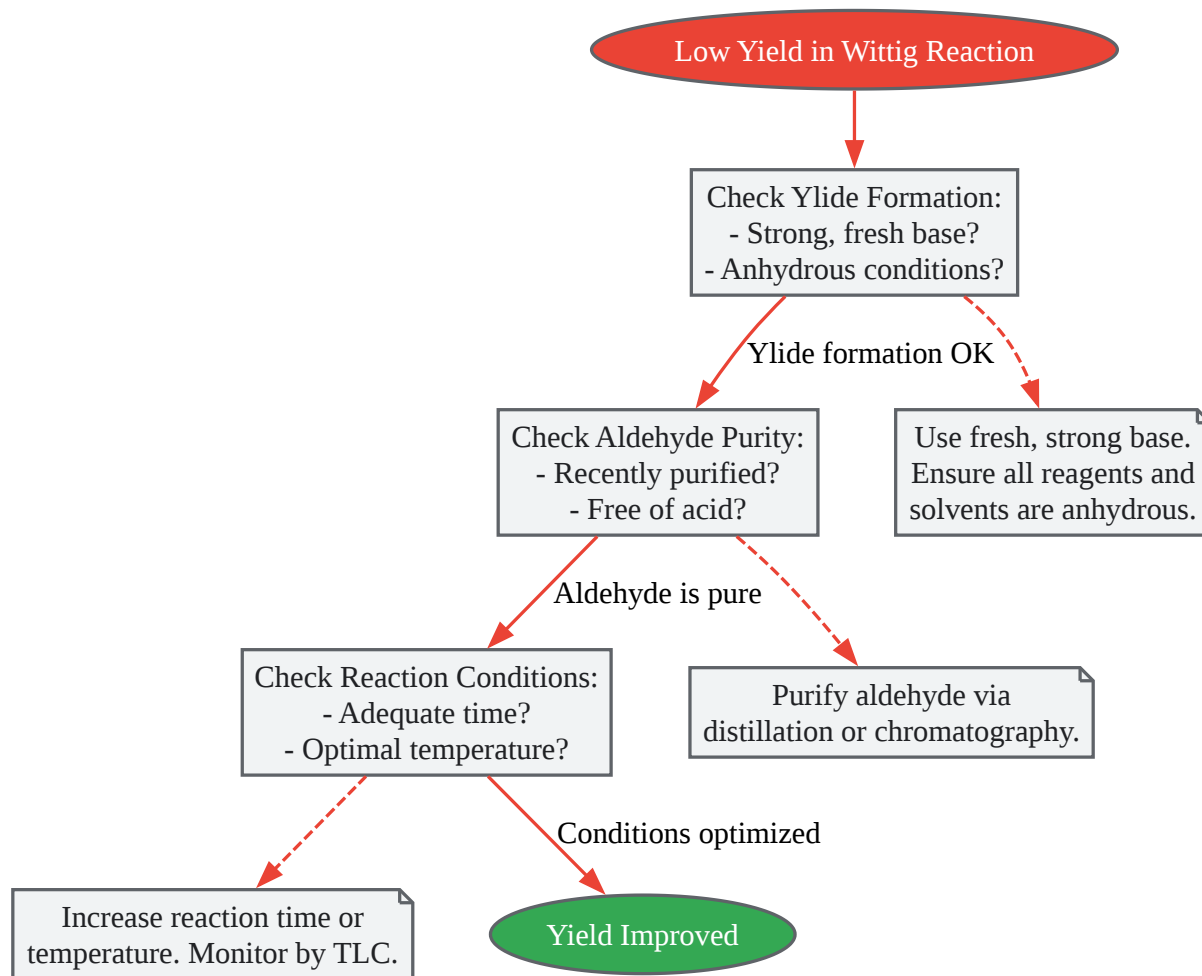 Low Yield in Wittig Reaction
Check Ylide Formation:
- Strong, fresh base?
- Anhydrous conditions?
Ylide formation OK
Check Aldehyde Purity:
- Recently purified?
- Free of acid?
Use fresh, strong base.
Ensure all reagents and
solvents are anhydrous.
Aldehyde is pure
Check Reaction Conditions:
- Adequate time?
- Optimal temperature?
Purify aldehyde via
distillation or chromatography.
Conditions optimized
Increase reaction time or
temperature. Monitor by TLC.
Yield Improved